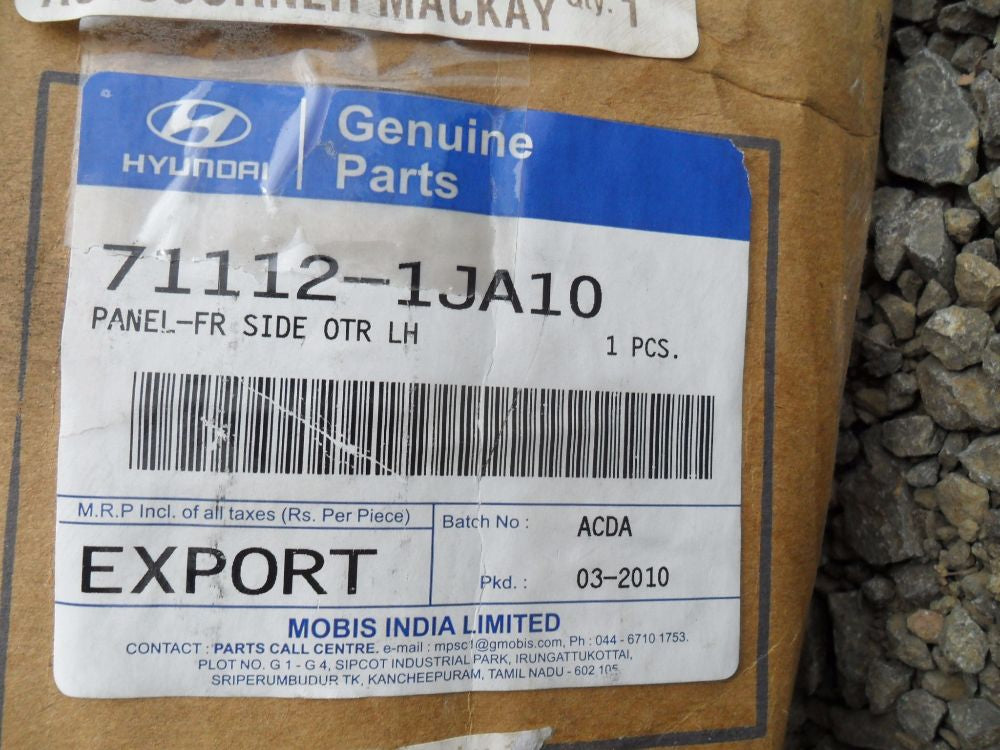 MACKAY Qty: 1
HYUNDAI
Genuine
Parts
71112-1JA10
PANEL-FR SIDE OTR LH
1 PCS.
M.R.P Incl. of all taxes (Rs. Per Piece)
EXPORT
Batch No : ACDA
Pkd. : 03-2010
MOBIS INDIA LIMITED
CONTACT : PARTS CALL CENTRE. e-mail : mpsc1@gmobis.com, Ph : 044 - 6710 1753.
PLOT NO. G 1 - G 4, SIPCOT INDUSTRIAL PARK, IRUNGATTUKOTTAI,
SRIPERUMBUDUR TK, KANCHEEPURAM, TAMIL NADU - 602 105.